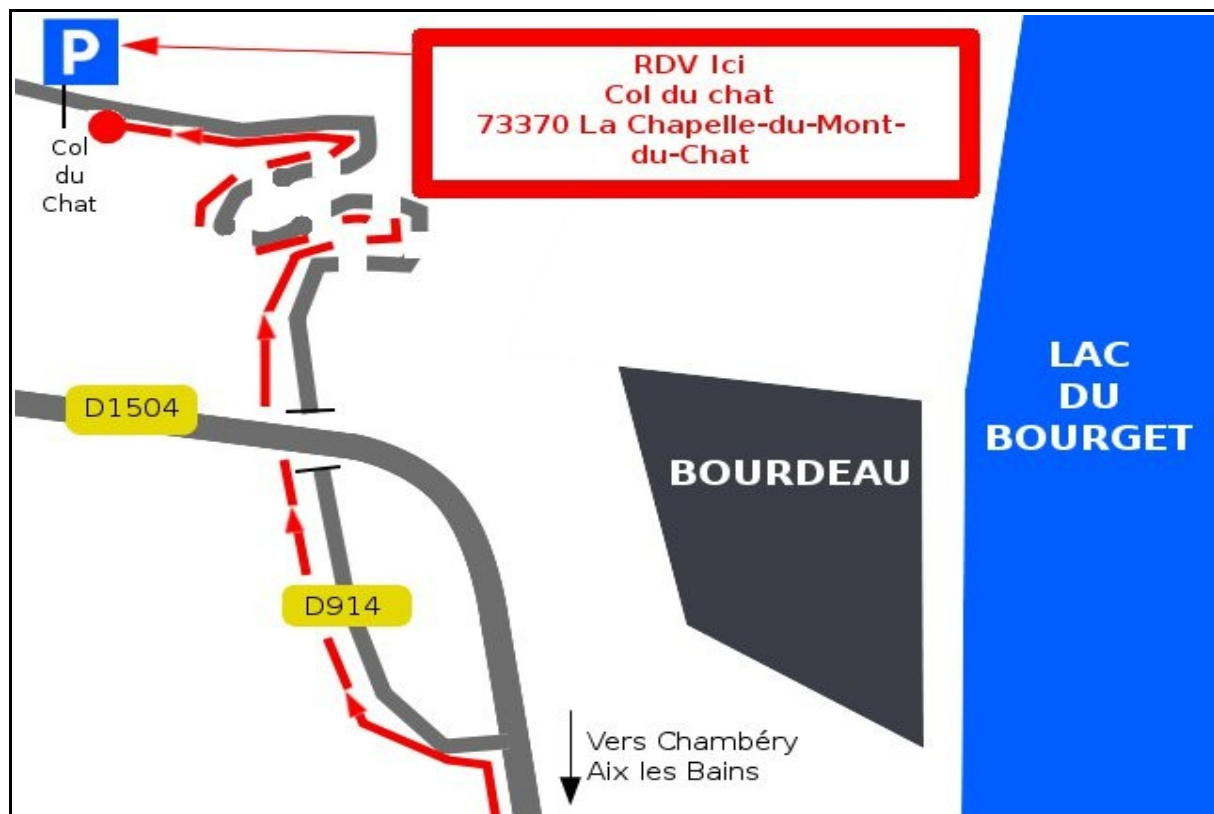 P
RDV Ici
Col du chat
73370 La Chapelle-du-Mont-
du-Chat
Col
du
Chat
D1504
LAC
DU
BOURGET
BOURDEAU
D914
Vers Chambéry
Aix les Bains